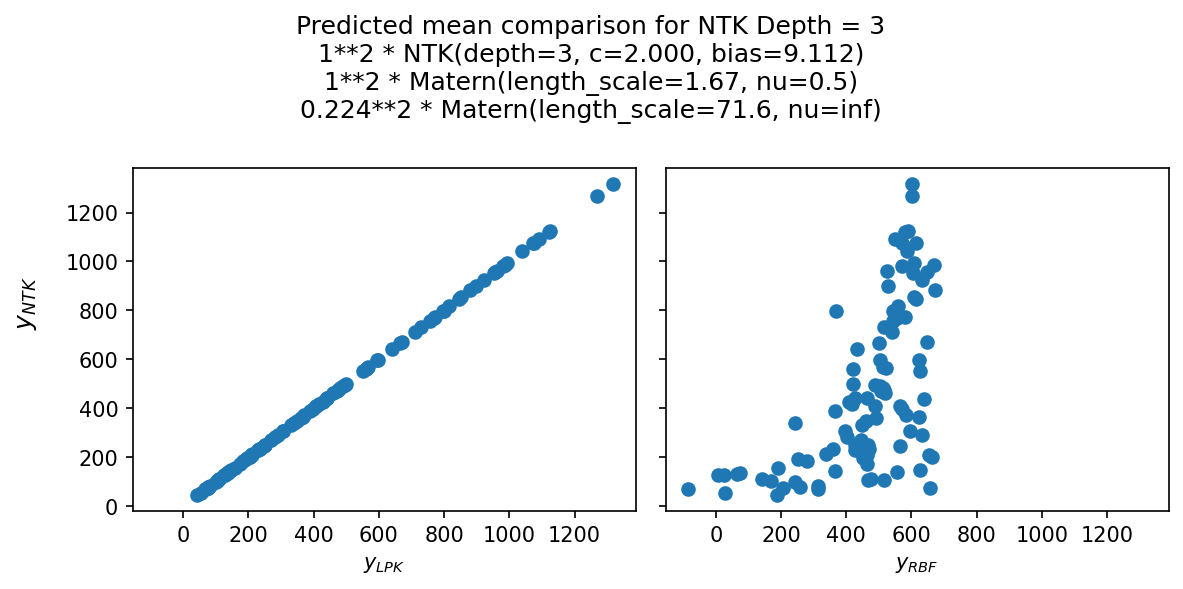 Predicted mean comparison for NTK Depth = 3
1**2 * NTK(depth=3, c=2.000, bias=9.112)
1**2 * Matern(length_scale=1.67, nu=0.5)
0.224**2 * Matern(length_scale=71.6, nu=inf)
1200
1000
800
600
400
200
0
y_NTK
0 200 400 600 800 1000 1200
0 200 400 600 800 1000 1200
y_LPK
y_RBF